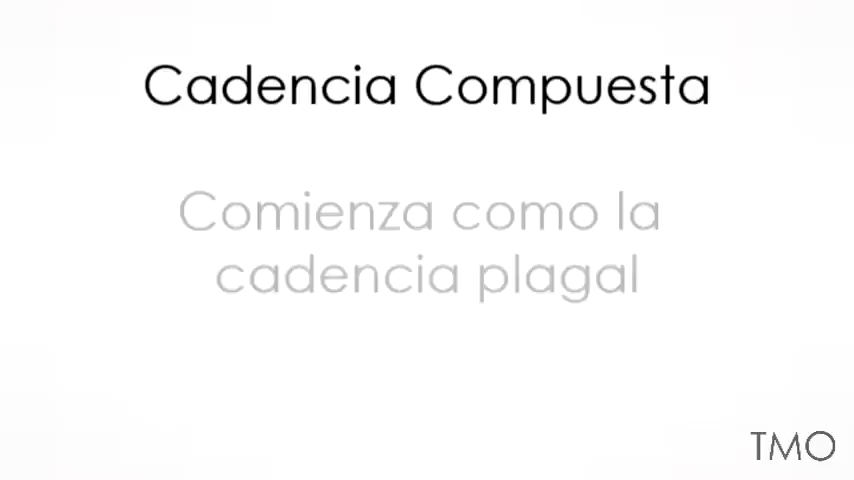 Cadencia Compuesta
Comienza como la
cadencia plagal
TMO